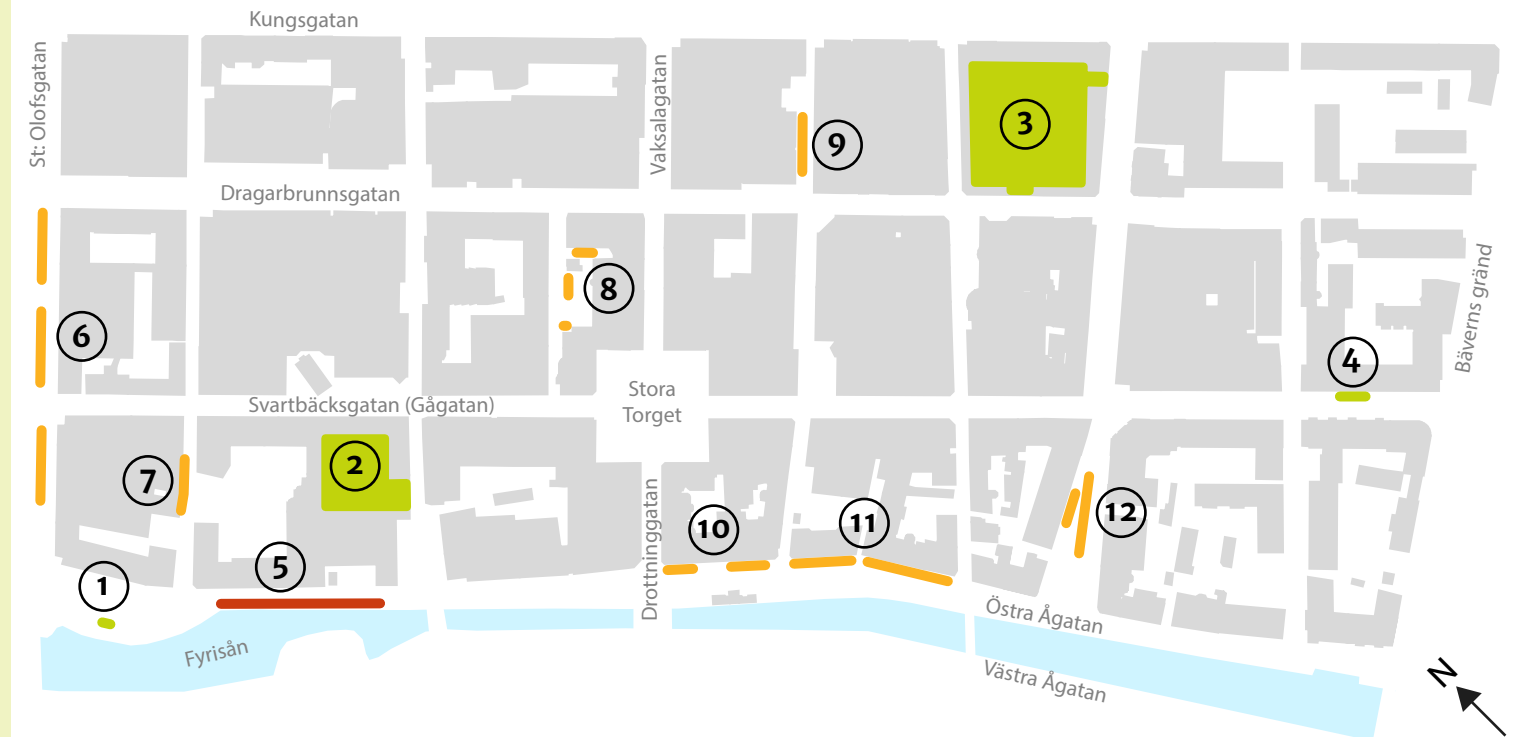 Kungsgatan
St: Olofsgatan
Vaksalagatan
3
9
Dragarbrunnsgatan
8
6
Bäverns gränd
4
Stora
Torget
Svartbäcksgatan (Gågatan)
2
7
Drottninggatan
10
11
12
5
1
Östra Ågatan
Fyrisån
Västra Ågatan
N